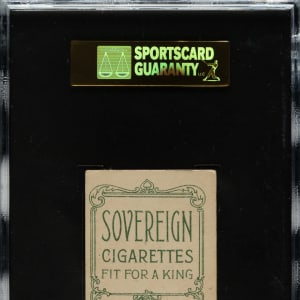 SPORTSCARD
GUARANTY LLC
SOVEREIGN
CIGARETTES
FIT FOR A KING